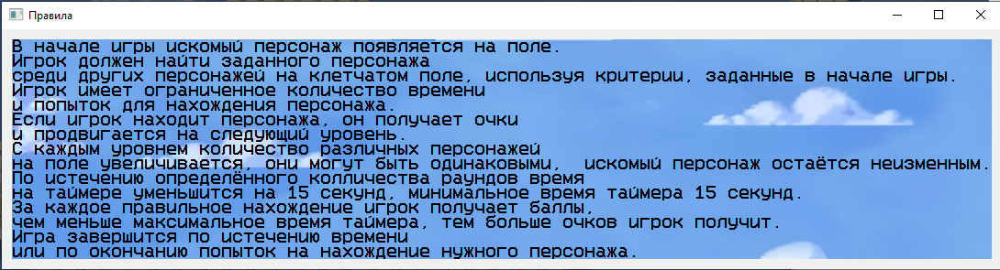 Правила
В начале игры искомый персонаж появляется на поле.
Игрок должен найти заданного персонажа
среди других персонажей на клетчатом поле, используя критерии, заданные в начале игры.
Игрок имеет ограниченное количество времени
и попыток для нахождения персонажа.
Если игрок находит персонажа, он получает очки
и продвигается на следующий уровень.
С каждым уровнем количество различных персонажей
на поле увеличивается, они могут быть одинаковыми,  искомый персонаж остаётся неизменным.
По истечению определённого колличества раундов время
на таймере уменьшится на 15 секунд, минимальное время таймера 15 секунд.
За каждое правильное нахождение игрок получает баллы,
чем меньше максимальное время таймера, тем больше очков игрок получит.
Игра завершится по истечению времени
или по окончанию попыток на нахождение нужного персонажа.